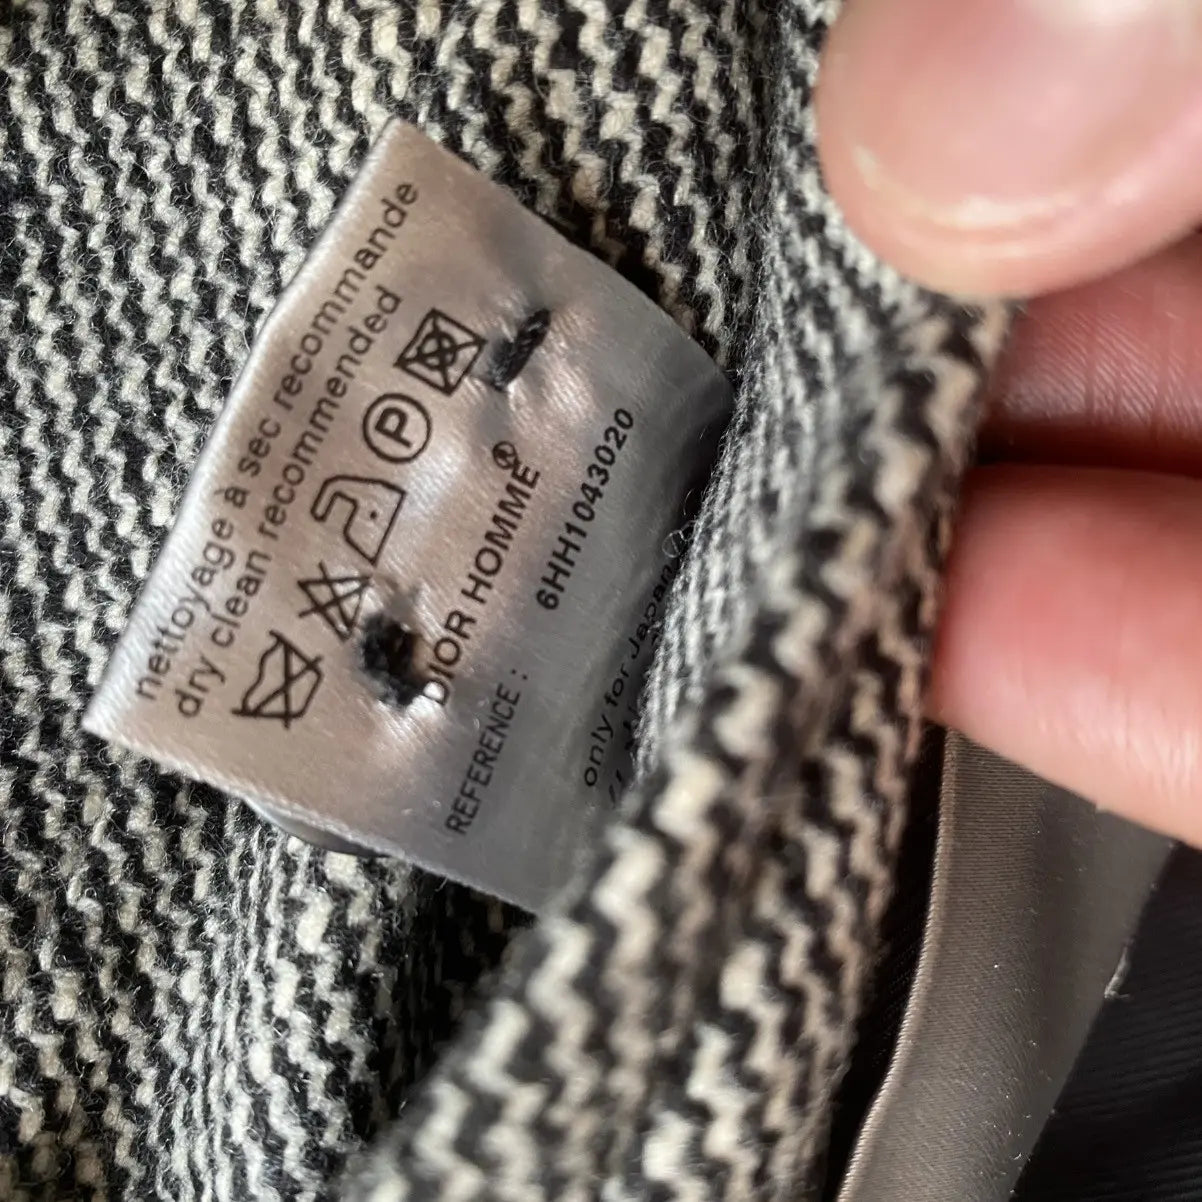 nettoyage à sec recommande
dry clean recommended
P
DIOR HOMME®
REFERENCE :
6HH1043020
only for Japan